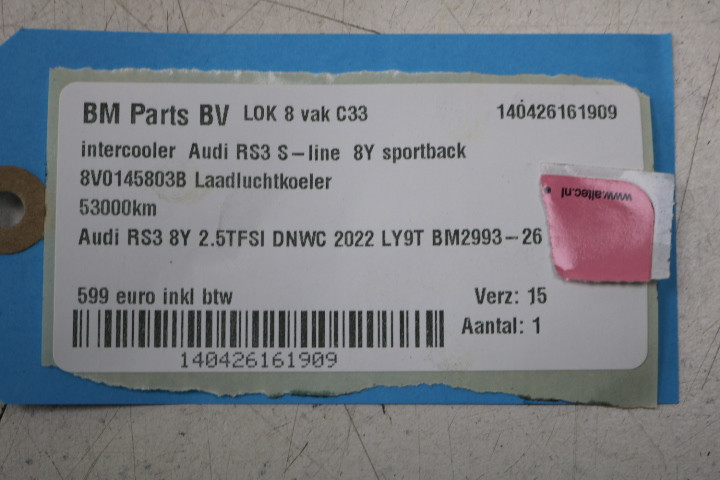 BM Parts BV LOK 8 vak C33 140426161909
intercooler Audi RS3 S-line 8Y sportback
8V0145803B Laadluchtkoeler
53000km
Audi RS3 8Y 2.5TFSI DNWC 2022 LY9T BM2993-26
www.altec.nl
599 euro inkl btw Verz: 15
Aantal: 1
140426161909